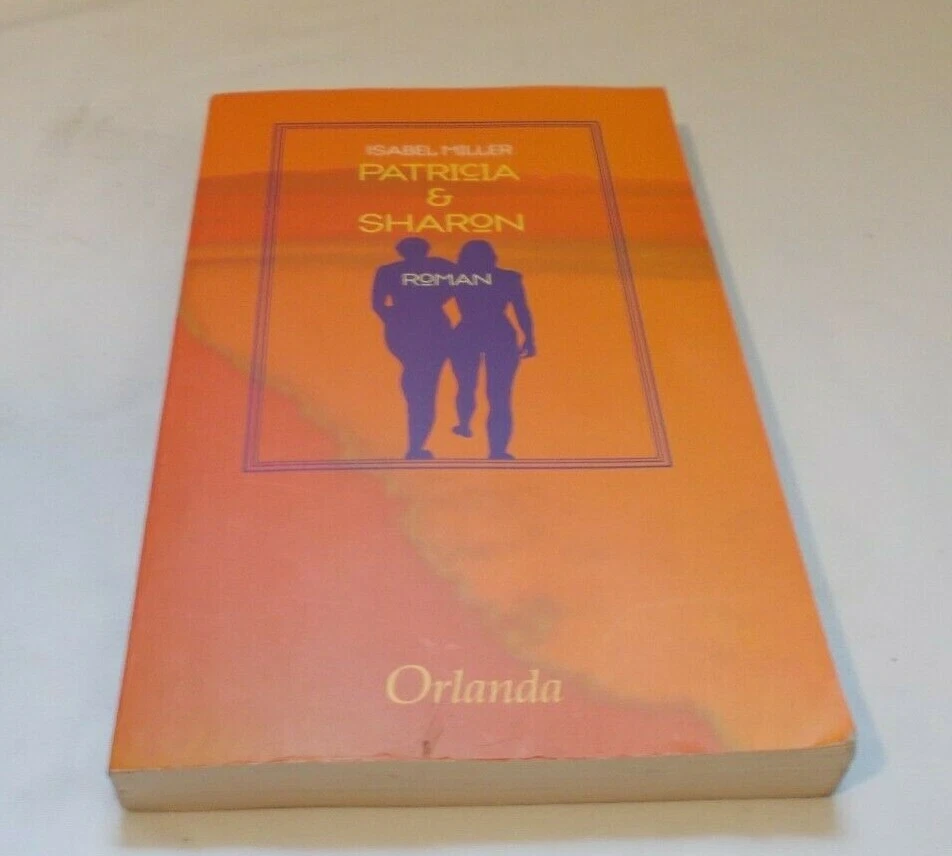 ISABEL MILLER
PATRICIA
&
SHARON
ROMAN
Orlanda